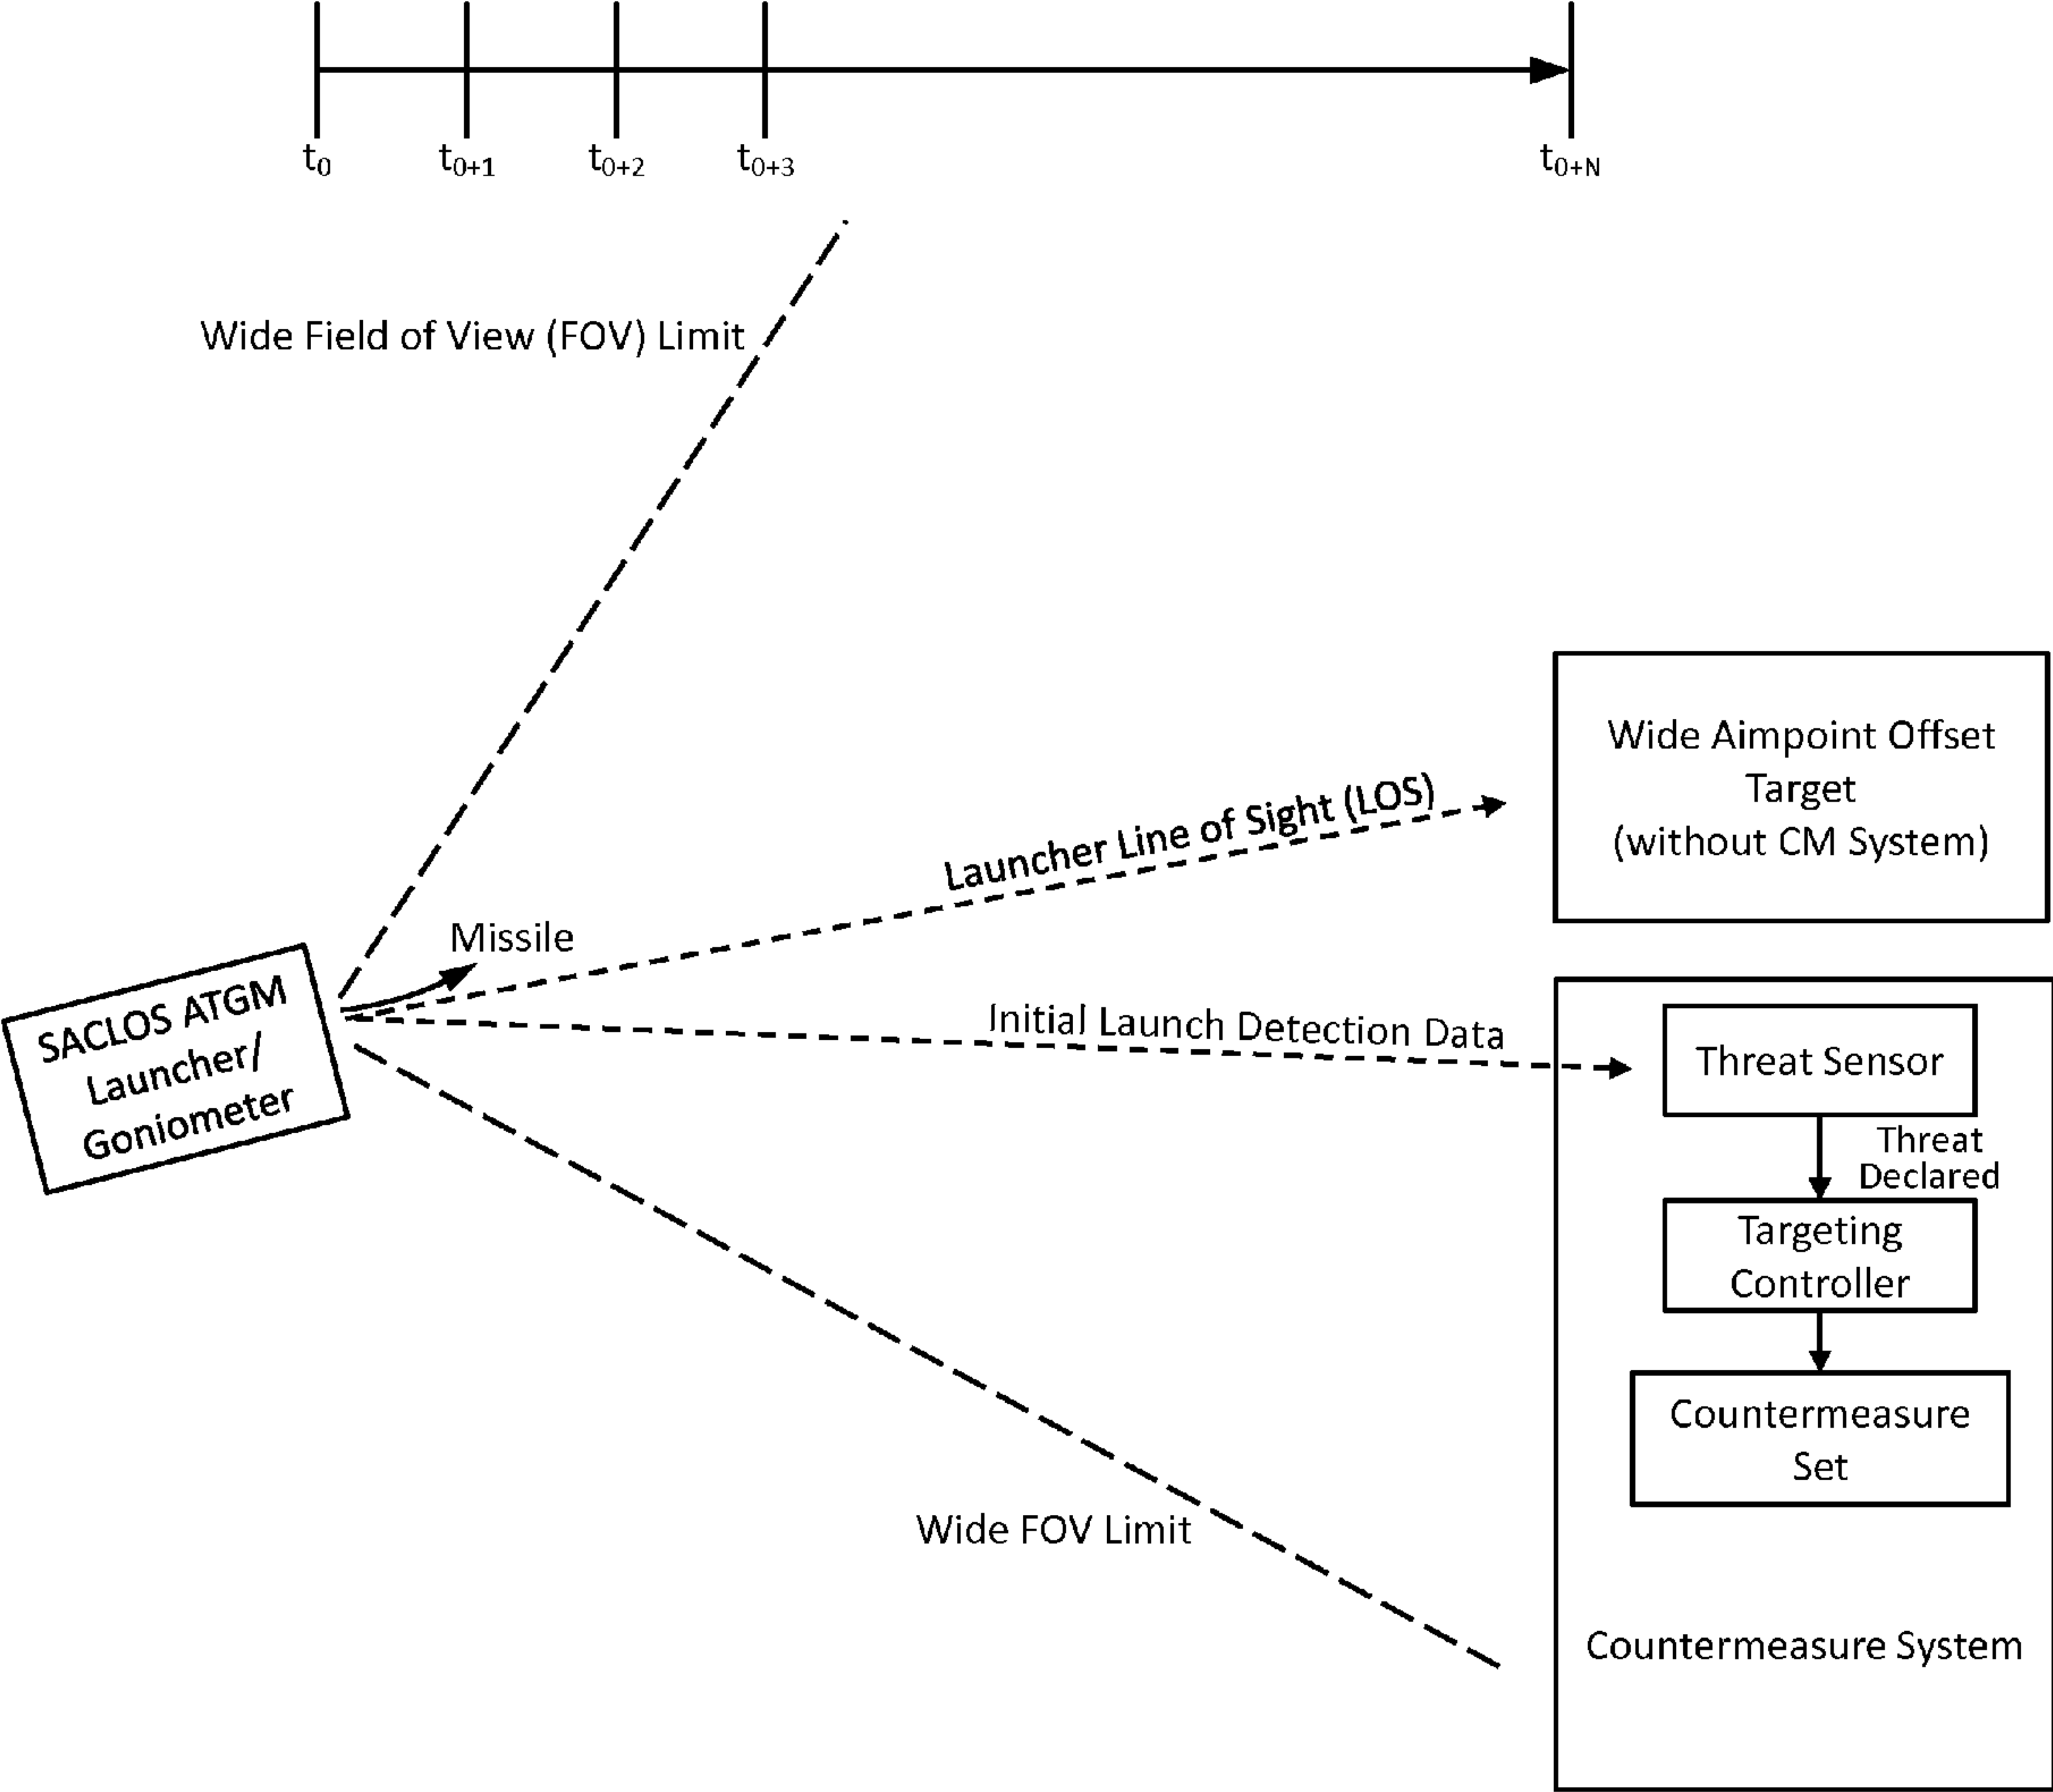 t0
t0+1
t0+2
t0+3
t0+N
Wide Field of View (FOV) Limit
Wide Aimpoint Offset
Target
(without CM System)
Launcher Line of Sight (LOS)
Missile
SACLOS ATGM
Launcher/
Goniometer
Initial Launch Detection Data
Threat Sensor
Threat
Declared
Targeting
Controller
Countermeasure
Set
Wide FOV Limit
Countermeasure System